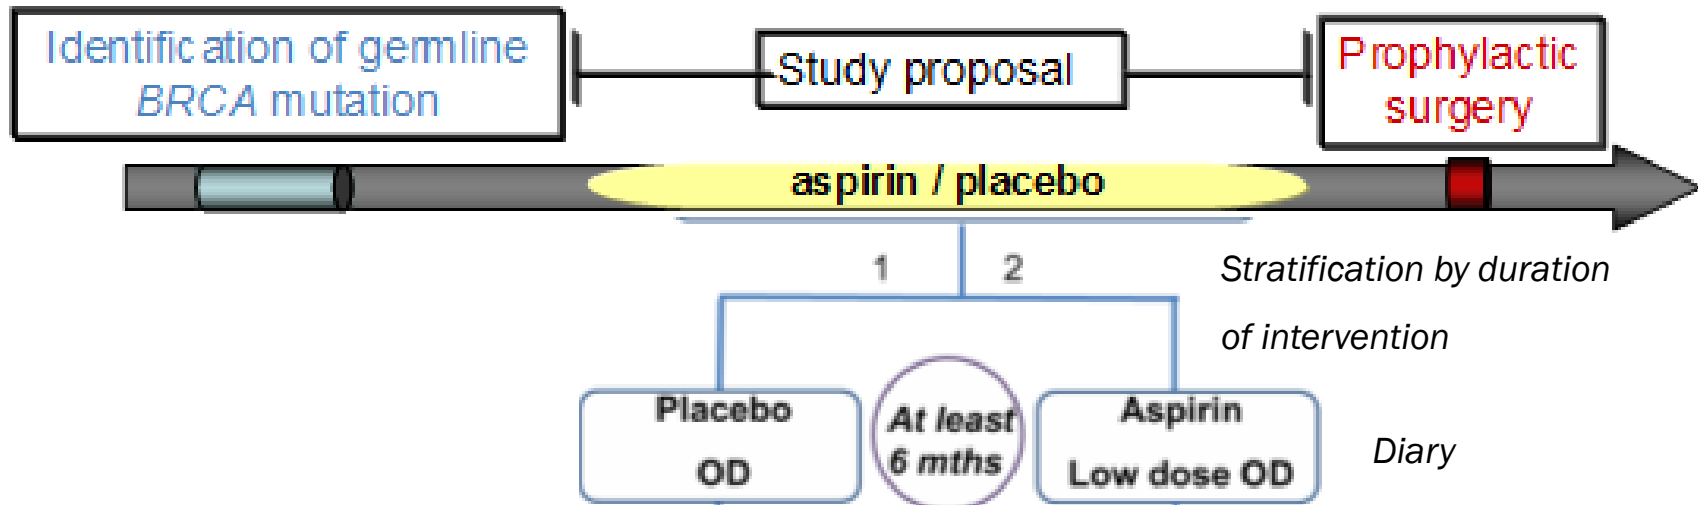 Identification of germline
BRCA mutation
Study proposal
Prophylactic
surgery
aspirin / placebo
1
2
Stratification by duration
of intervention
Placebo
OD
At least
6 mths
Aspirin
Low dose OD
Diary